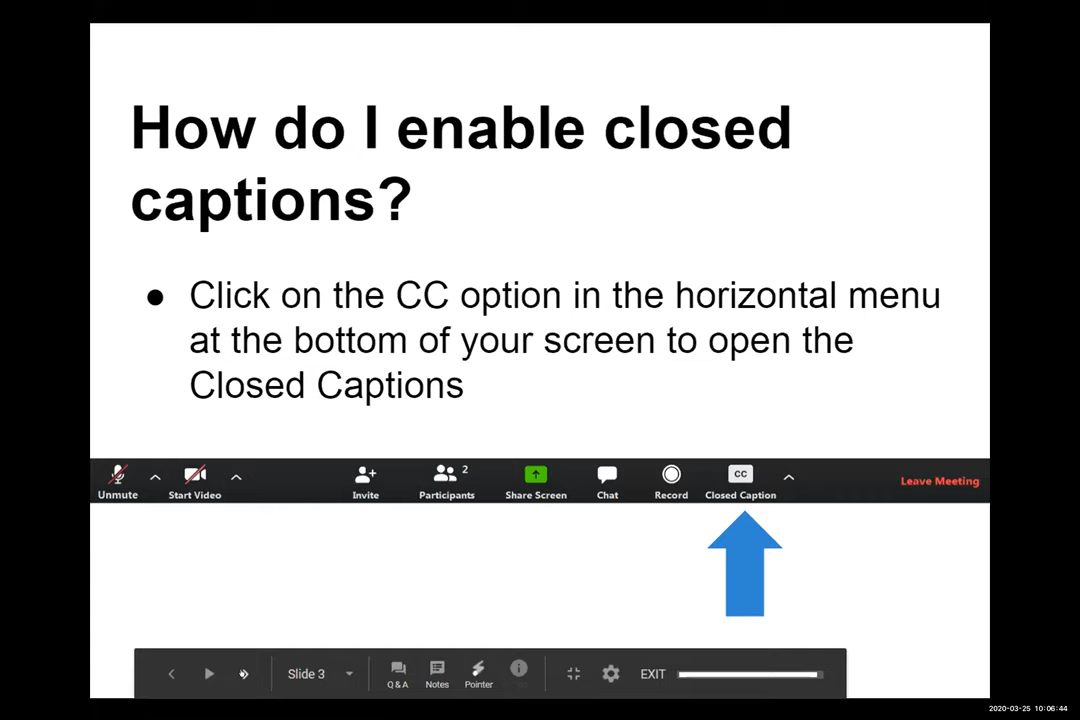 How do I enable closed
captions?
● Click on the CC option in the horizontal menu
at the bottom of your screen to open the
Closed Captions
2 CC
Unmute Start Video Invite Participants Share Screen Chat Record Closed Caption Leave Meeting
Slide 3 Q & A Notes Pointer EXIT
2020-03-25 10:06:44